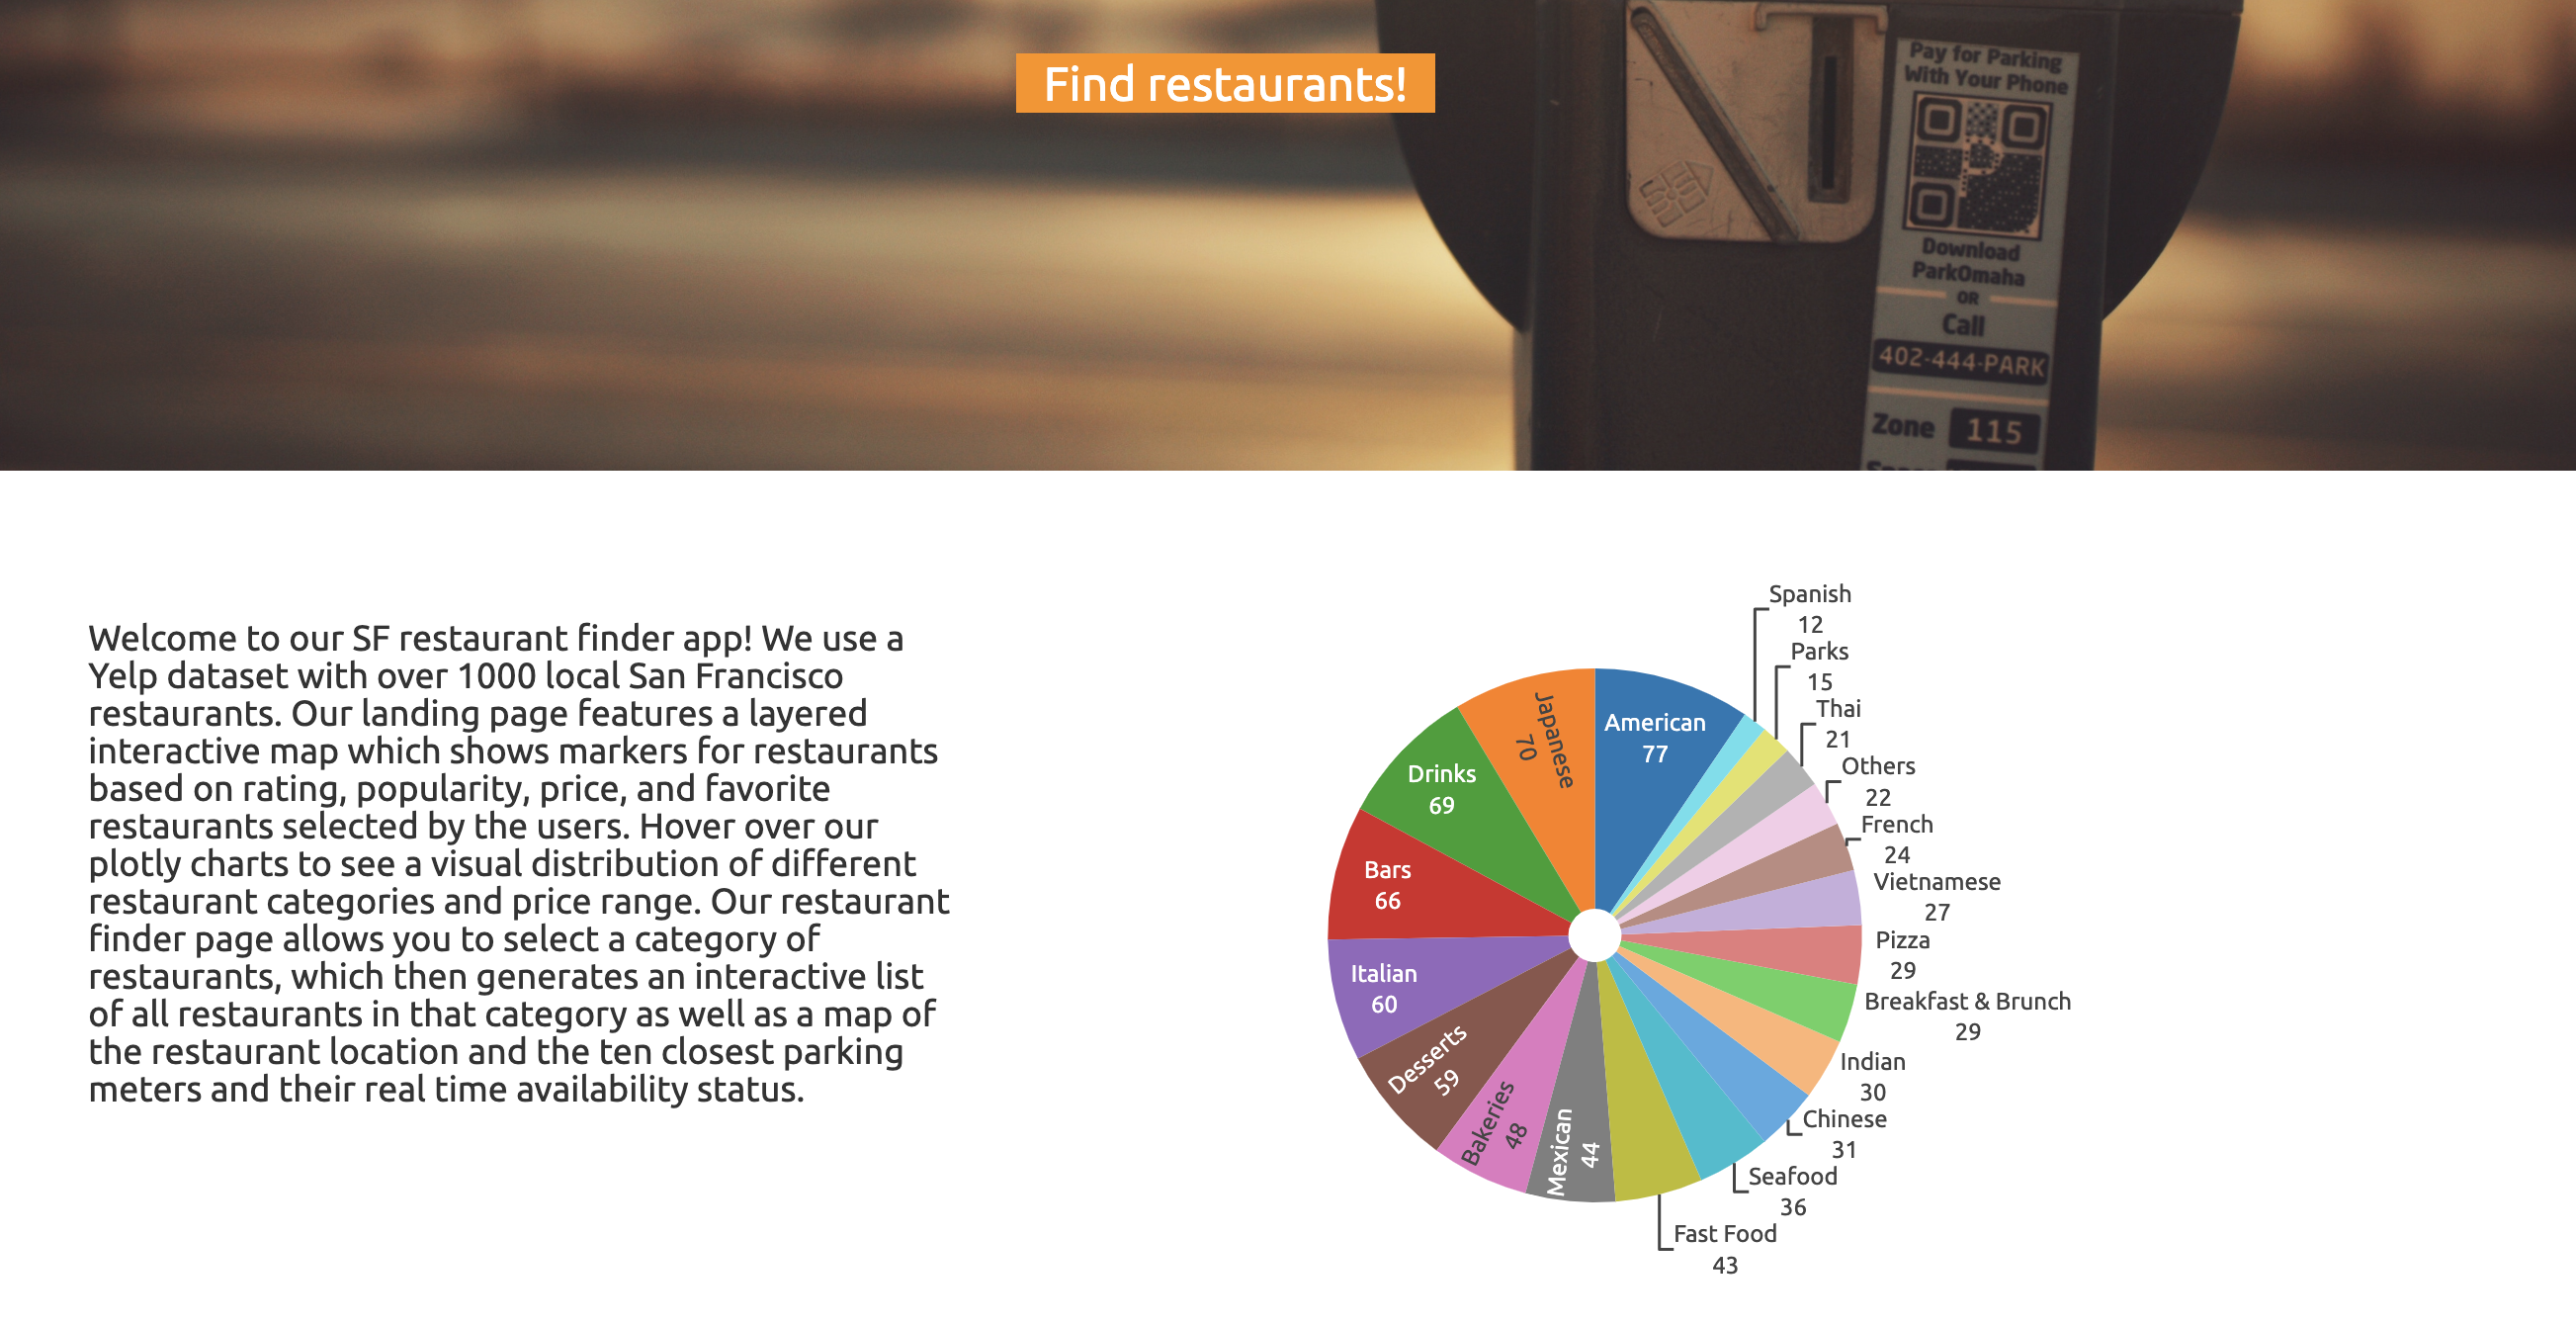 Find restaurants!
Pay for Parking
With Your Phone
Download
ParkOmaha
OR
Call
402-444-PARK
Zone 115
Welcome to our SF restaurant finder app! We use a
Yelp dataset with over 1000 local San Francisco
restaurants. Our landing page features a layered
interactive map which shows markers for restaurants
based on rating, popularity, price, and favorite
restaurants selected by the users. Hover over our
plotly charts to see a visual distribution of different
restaurant categories and price range. Our restaurant
finder page allows you to select a category of
restaurants, which then generates an interactive list
of all restaurants in that category as well as a map of
the restaurant location and the ten closest parking
meters and their real time availability status.
American
77
Spanish
12
Parks
15
Thai
21
Others
22
French
24
Vietnamese
27
Pizza
29
Breakfast & Brunch
29
Indian
30
Chinese
31
Seafood
36
Fast Food
43
Mexican
44
Bakeries
48
Desserts
59
Italian
60
Bars
66
Drinks
69
Japanese
70